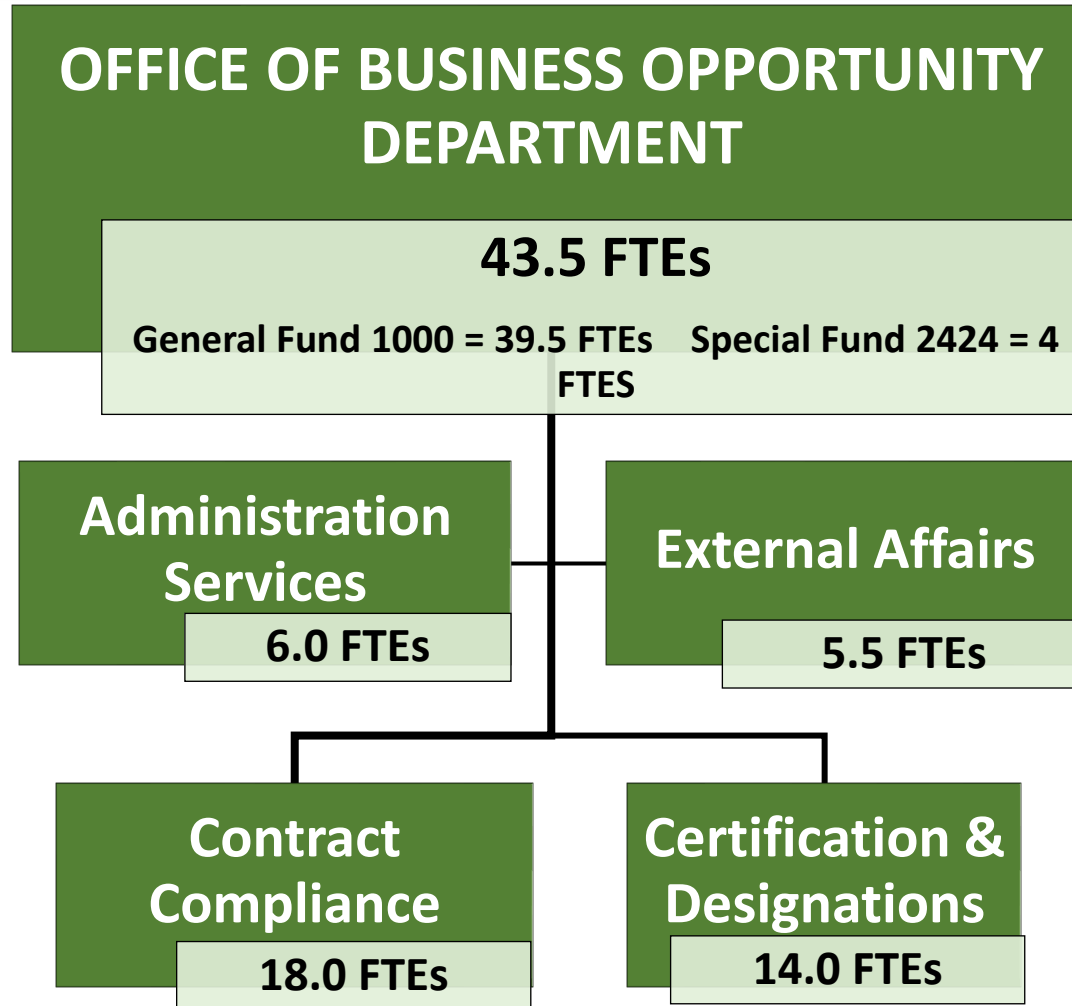 OFFICE OF BUSINESS OPPORTUNITY
DEPARTMENT
43.5 FTEs
General Fund 1000 = 39.5 FTEs    Special Fund 2424 = 4
FTES
Administration
Services
6.0 FTEs
External Affairs
5.5 FTEs
Contract
Compliance
18.0 FTEs
Certification &
Designations
14.0 FTEs